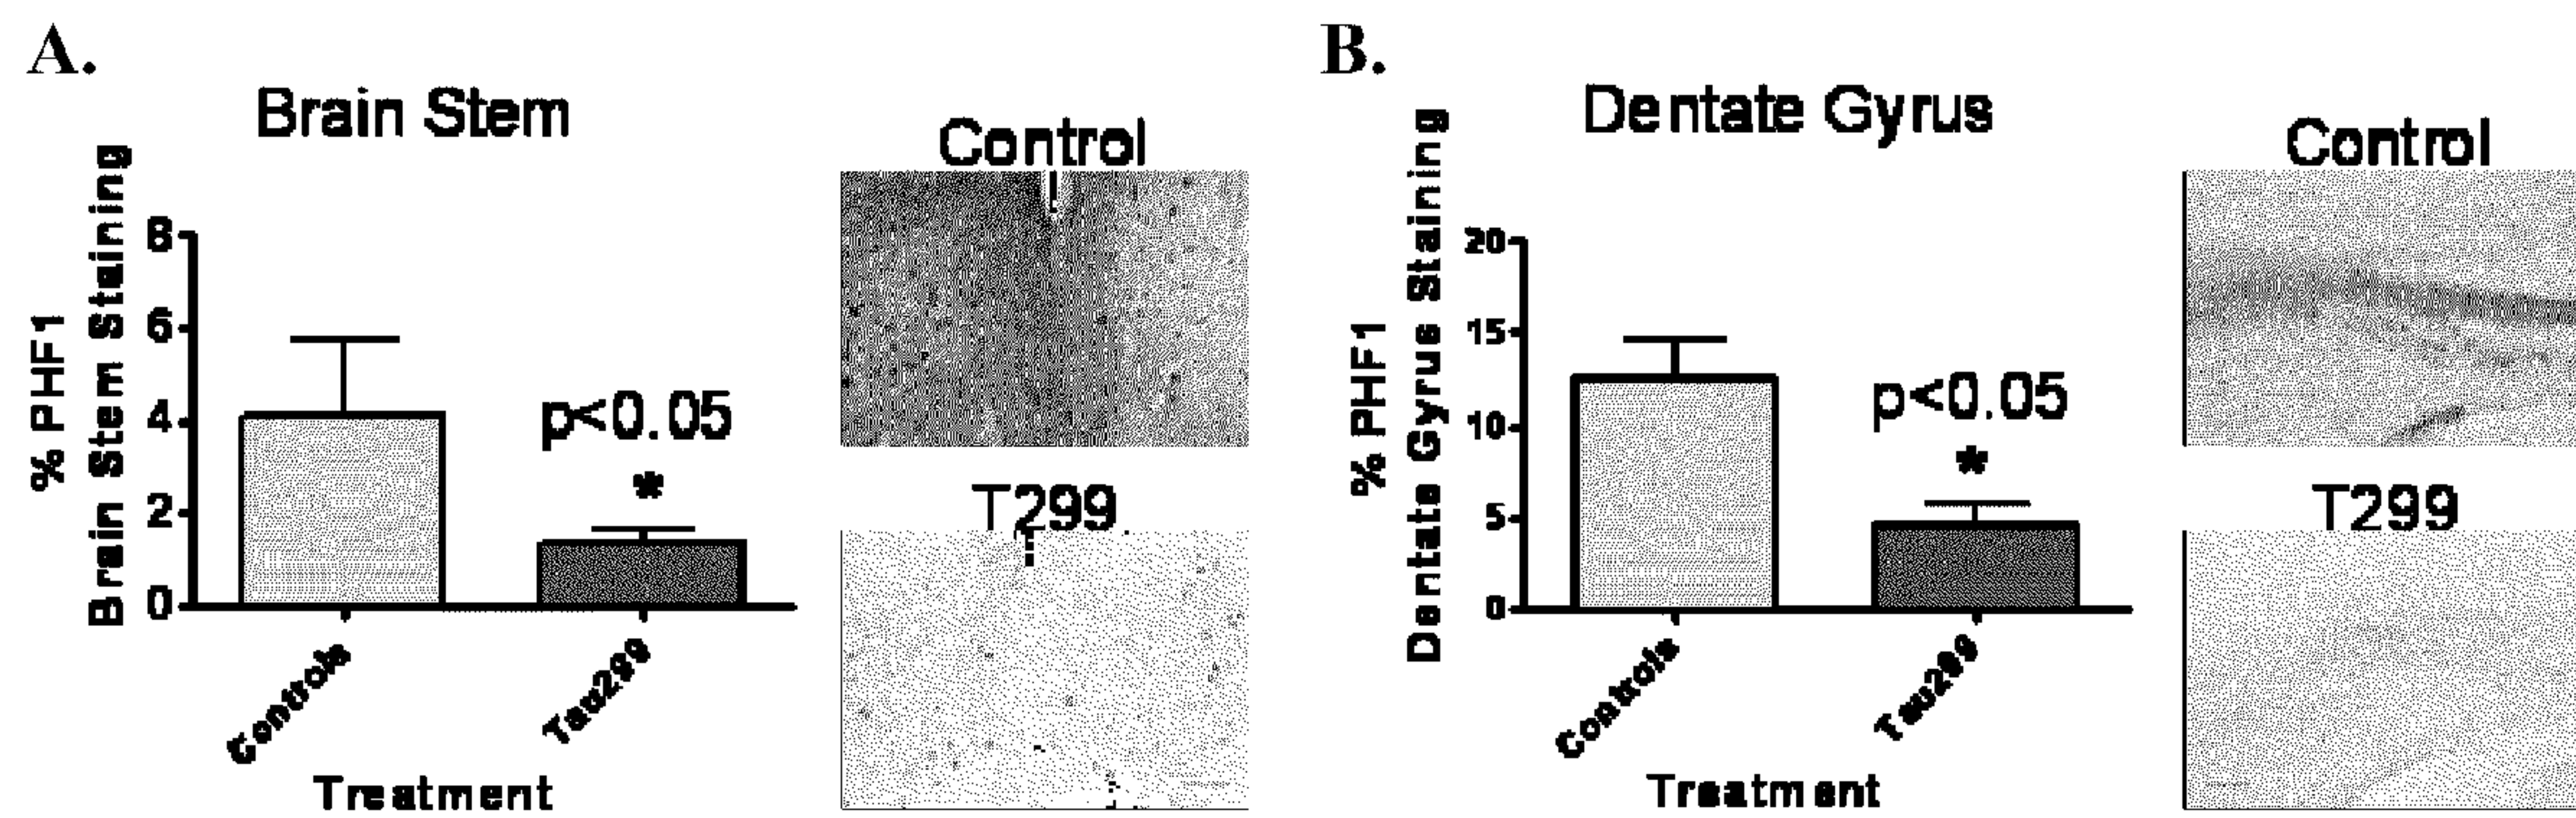 A.
Brain Stem
% PHF1
Brain Stem Staining
8
6
4
2
0
p<0.05
*
Controls
Tau299
Treatment
Control
T299
B.
Dentate Gyrus
% PHF1
Dentate Gyrus Staining
20
15
10
5
0
p<0.05
*
Controls
Tau299
Treatment
Control
T299